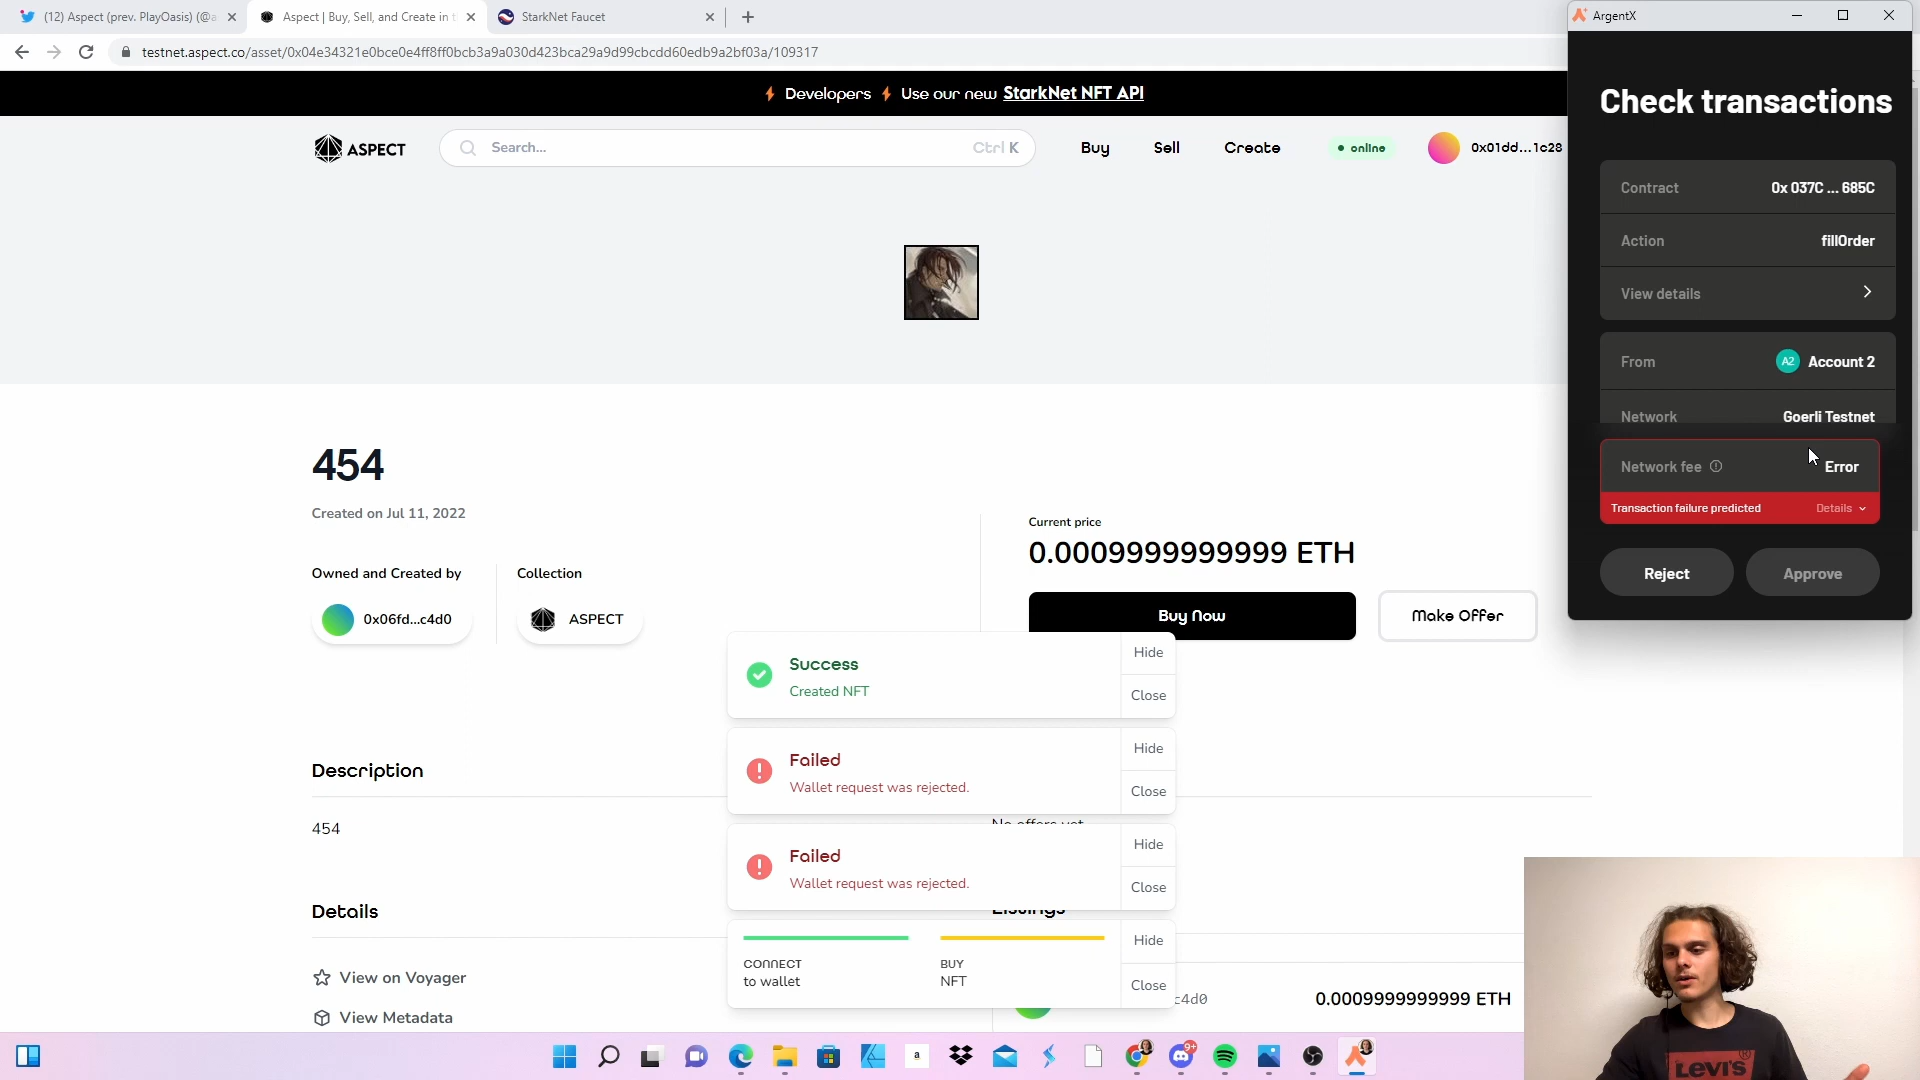 (12) Aspect (prev. PlayOasis) (@a
Aspect | Buy, Sell, and Create in t
StarkNet Faucet
ArgentX
testnet.aspect.co/asset/0x04e34321e0bce0e4ff8ff0bcb3a9a030d423bca29a9d99cbcdd60edb9a2bf03a/109317
Developers Use our new StarkNet NFT API
ASPECT
Search...
Ctrl K
Buy
Sell
Create
online
0x01dd...1c28
Check transactions
Contract
0x 037C ... 685C
Action
fillOrder
View details
From
A2
Account 2
Network
Goerli Testnet
Network fee
Error
Transaction failure predicted
Details
Reject
Approve
454
Created on Jul 11, 2022
Owned and Created by
0x06fd...c4d0
Collection
ASPECT
Current price
0.0009999999999 ETH
Buy Now
Make Offer
Success
Created NFT
Hide
Close
Failed
Wallet request was rejected.
Hide
Close
Failed
Wallet request was rejected.
Hide
Close
CONNECT
to wallet
BUY
NFT
Hide
Close
Description
454
No offers yet
Details
Listings
View on Voyager
View Metadata
c4d0
0.0009999999999 ETH
a
9+
LEVI'S